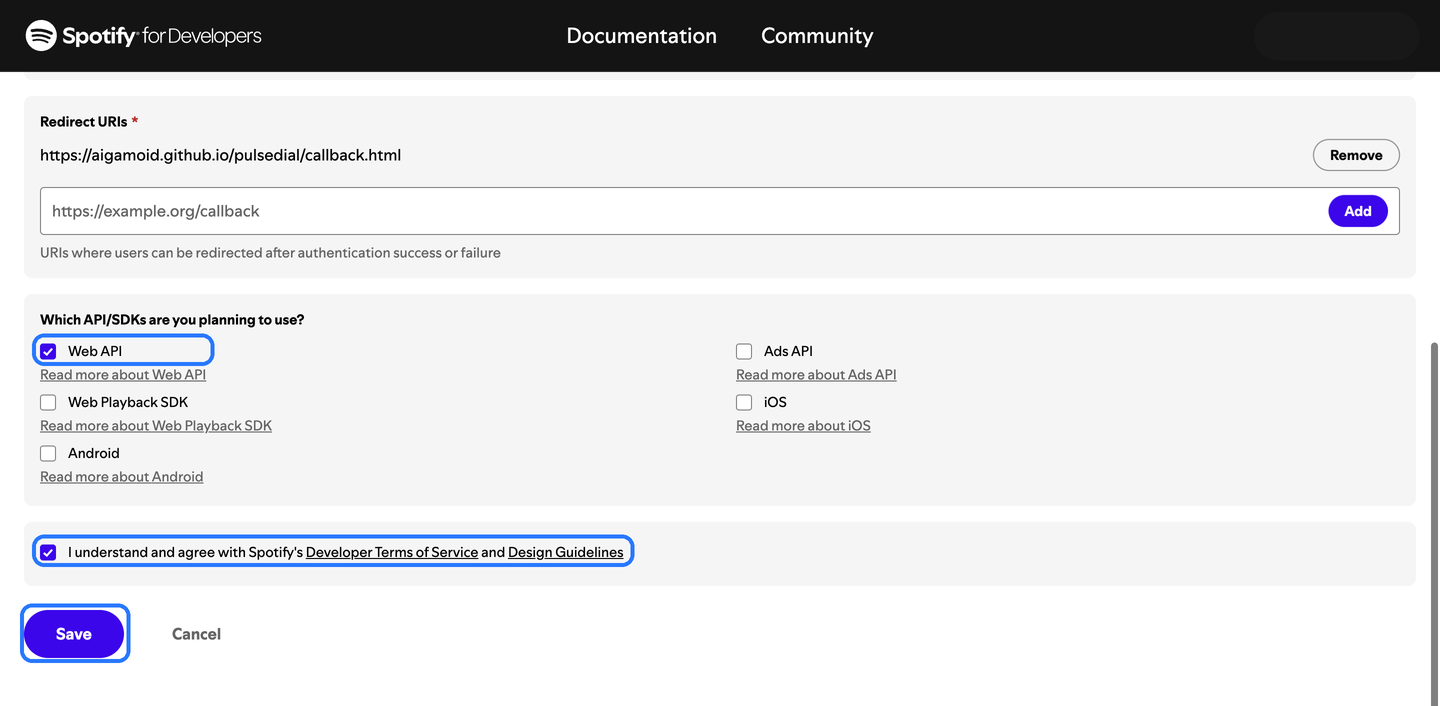 Spotify for Developers
Documentation
Community
Redirect URIs *
https://aigamoid.github.io/pulsedial/callback.html
Remove
https://example.org/callback
Add
URIs where users can be redirected after authentication success or failure
Which API/SDKs are you planning to use?
Web API
Read more about Web API
Ads API
Read more about Ads API
Web Playback SDK
Read more about Web Playback SDK
iOS
Read more about iOS
Android
Read more about Android
I understand and agree with Spotify's Developer Terms of Service and Design Guidelines
Save
Cancel